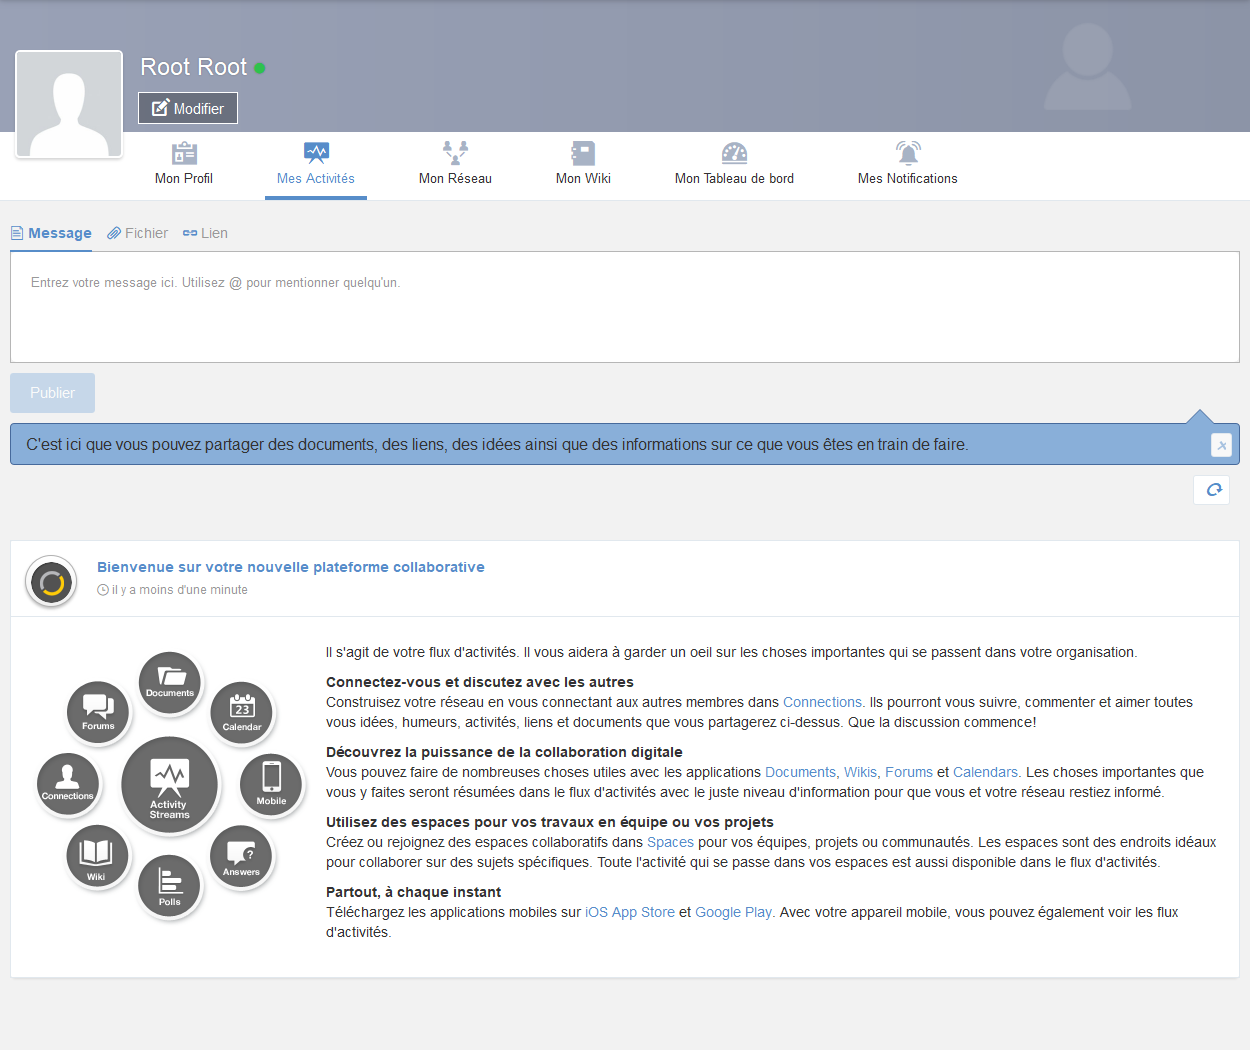 Root Root
Modifier
Mon Profil
Mes Activités
Mon Réseau
Mon Wiki
Mon Tableau de bord
Mes Notifications
Message
Fichier
Lien
Entrez votre message ici. Utilisez @ pour mentionner quelqu'un.
Publier
C'est ici que vous pouvez partager des documents, des liens, des idées ainsi que des informations sur ce que vous êtes en train de faire.
Bienvenue sur votre nouvelle plateforme collaborative
il y a moins d'une minute
Documents
Forums
23
Calendar
Connections
Activity
Streams
Mobile
Wiki
Answers
Polls
Il s'agit de votre flux d'activités. Il vous aidera à garder un oeil sur les choses importantes qui se passent dans votre organisation.
Connectez-vous et discutez avec les autres
Construisez votre réseau en vous connectant aux autres membres dans Connections. Ils pourront vous suivre, commenter et aimer toutes
vous idées, humeurs, activités, liens et documents que vous partagerez ci-dessus. Que la discussion commence!
Découvrez la puissance de la collaboration digitale
Vous pouvez faire de nombreuses choses utiles avec les applications Documents, Wikis, Forums et Calendars. Les choses importantes que
vous y faites seront résumées dans le flux d'activités avec le juste niveau d'information pour que vous et votre réseau restiez informé.
Utilisez des espaces pour vos travaux en équipe ou vos projets
Créez ou rejoignez des espaces collaboratifs dans Spaces pour vos équipes, projets ou communautés. Les espaces sont des endroits idéaux
pour collaborer sur des sujets spécifiques. Toute l'activité qui se passe dans vos espaces est aussi disponible dans le flux d'activités.
Partout, à chaque instant
Téléchargez les applications mobiles sur iOS App Store et Google Play. Avec votre appareil mobile, vous pouvez également voir les flux
d'activités.